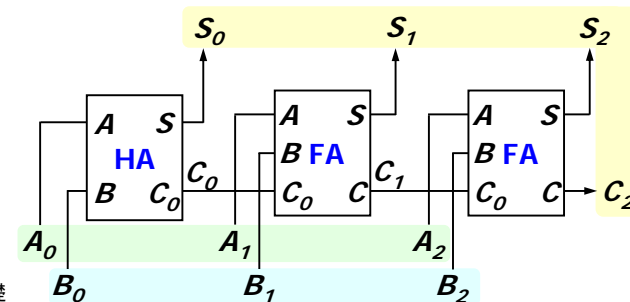 S0 S1 S2
A S A S A S
HA B FA B FA
B C0 C0 C0 C C1 C0 C C2
A0 A1 A2
B0 B1 B2